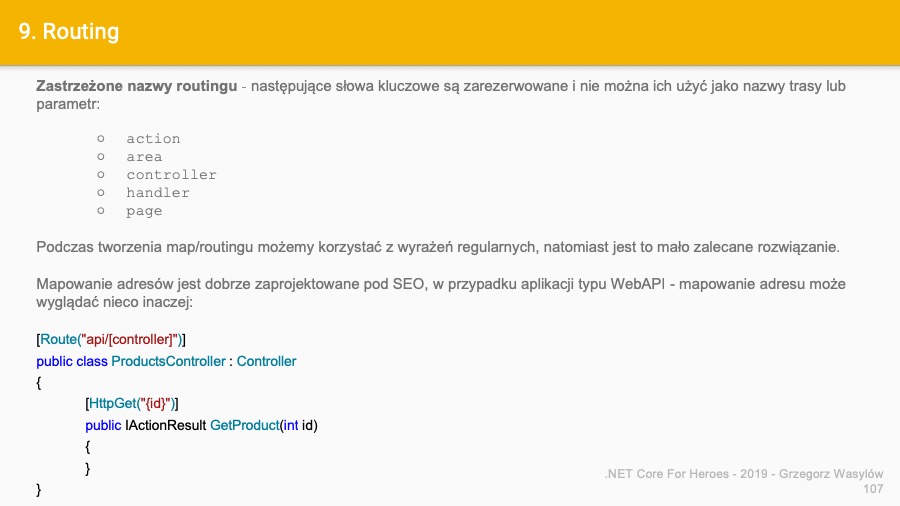 9. Routing
Zastrzeżone nazwy routingu - następujące słowa kluczowe są zarezerwowane i nie można ich użyć jako nazwy trasy lub
parametr:
○ action
○ area
○ controller
○ handler
○ page
Podczas tworzenia map/routingu możemy korzystać z wyrażeń regularnych, natomiast jest to mało zalecane rozwiązanie.
Mapowanie adresów jest dobrze zaprojektowane pod SEO, w przypadku aplikacji typu WebAPI - mapowanie adresu może
wyglądać nieco inaczej:
[Route("api/[controller]")]
public class ProductsController : Controller
{
[HttpGet("{id}")]
public IActionResult GetProduct(int id)
{
}
}
.NET Core For Heroes - 2019 - Grzegorz Wasylów
107